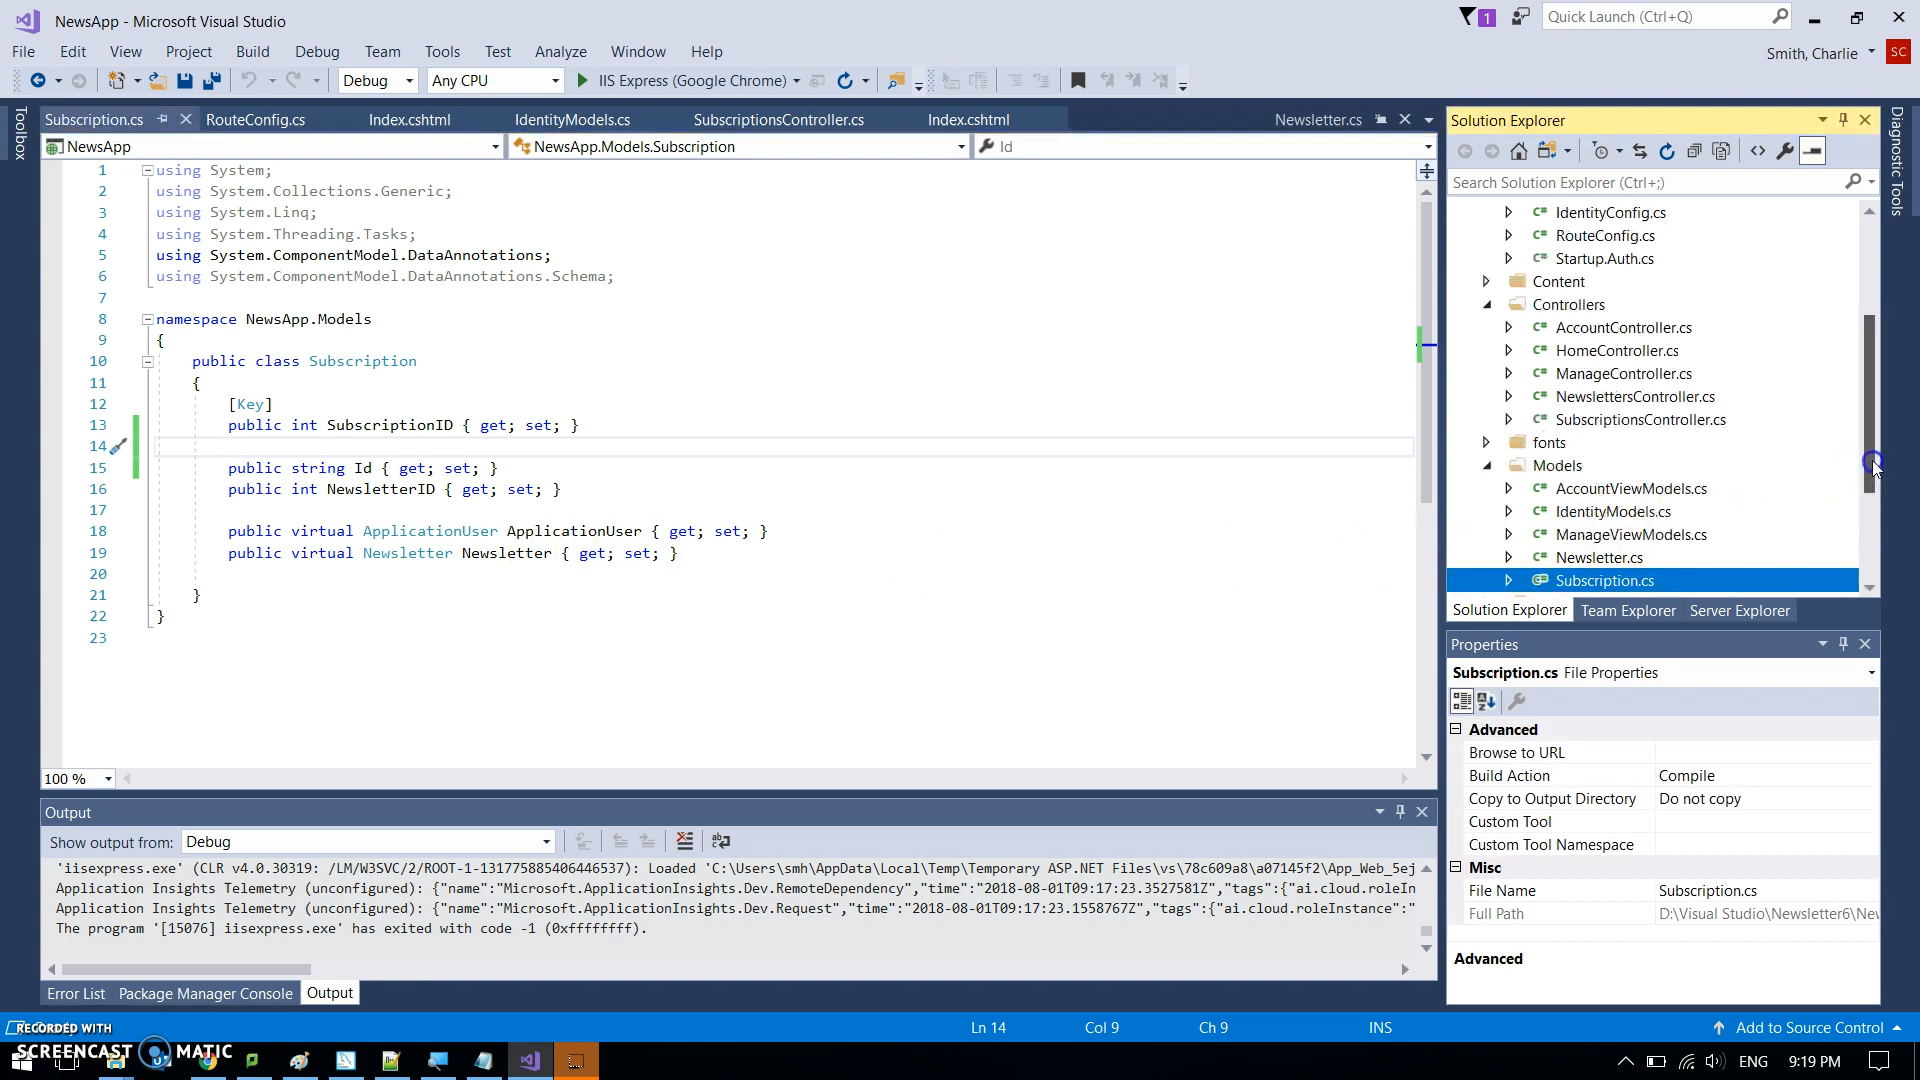 NewsApp - Microsoft Visual Studio
1
Quick Launch (Ctrl+Q)
File Edit View Project Build Debug Team Tools Test Analyze Window Help
Smith, Charlie
SC
Debug Any CPU IIS Express (Google Chrome)
Toolbox
Subscription.cs RouteConfig.cs Index.cshtml IdentityModels.cs SubscriptionsController.cs Index.cshtml Newsletter.cs
NewsApp NewsApp.Models.Subscription Id
1 using System;
2 using System.Collections.Generic;
3 using System.Linq;
4 using System.Threading.Tasks;
5 using System.ComponentModel.DataAnnotations;
6 using System.ComponentModel.DataAnnotations.Schema;
7
8 namespace NewsApp.Models
9 {
10 public class Subscription
11 {
12 [Key]
13 public int SubscriptionID { get; set; }
14
15 public string Id { get; set; }
16 public int NewsletterID { get; set; }
17
18 public virtual ApplicationUser ApplicationUser { get; set; }
19 public virtual Newsletter Newsletter { get; set; }
20
21 }
22 }
23
100 %
Output
Show output from: Debug
'iisexpress.exe' (CLR v4.0.30319: /LM/W3SVC/2/ROOT-1-131775885406446537): Loaded 'C:\Users\smh\AppData\Local\Temp\Temporary ASP.NET Files\vs\78c609a8\a07145f2\App_Web_5ej
Application Insights Telemetry (unconfigured): {"name":"Microsoft.ApplicationInsights.Dev.RemoteDependency","time":"2018-08-01T09:17:23.3527581Z","tags":{"ai.cloud.roleIn
Application Insights Telemetry (unconfigured): {"name":"Microsoft.ApplicationInsights.Dev.Request","time":"2018-08-01T09:17:23.1558767Z","tags":{"ai.cloud.roleInstance":"
The program '[15076] iisexpress.exe' has exited with code -1 (0xffffffff).
Error List Package Manager Console Output
Solution Explorer
Search Solution Explorer (Ctrl+;)
C# IdentityConfig.cs
C# RouteConfig.cs
C# Startup.Auth.cs
Content
Controllers
C# AccountController.cs
C# HomeController.cs
C# ManageController.cs
C# NewslettersController.cs
C# SubscriptionsController.cs
fonts
Models
C# AccountViewModels.cs
C# IdentityModels.cs
C# ManageViewModels.cs
C# Newsletter.cs
C# Subscription.cs
Solution Explorer Team Explorer Server Explorer
Properties
Subscription.cs File Properties
Advanced
Browse to URL
Build Action Compile
Copy to Output Directory Do not copy
Custom Tool
Custom Tool Namespace
Misc
File Name Subscription.cs
Full Path D:\Visual Studio\Newsletter6\Nev
Advanced
Diagnostic Tools
Ln 14 Col 9 Ch 9 INS Add to Source Control
RECORDED WITH
SCREENCAST MATIC
ENG 9:19 PM